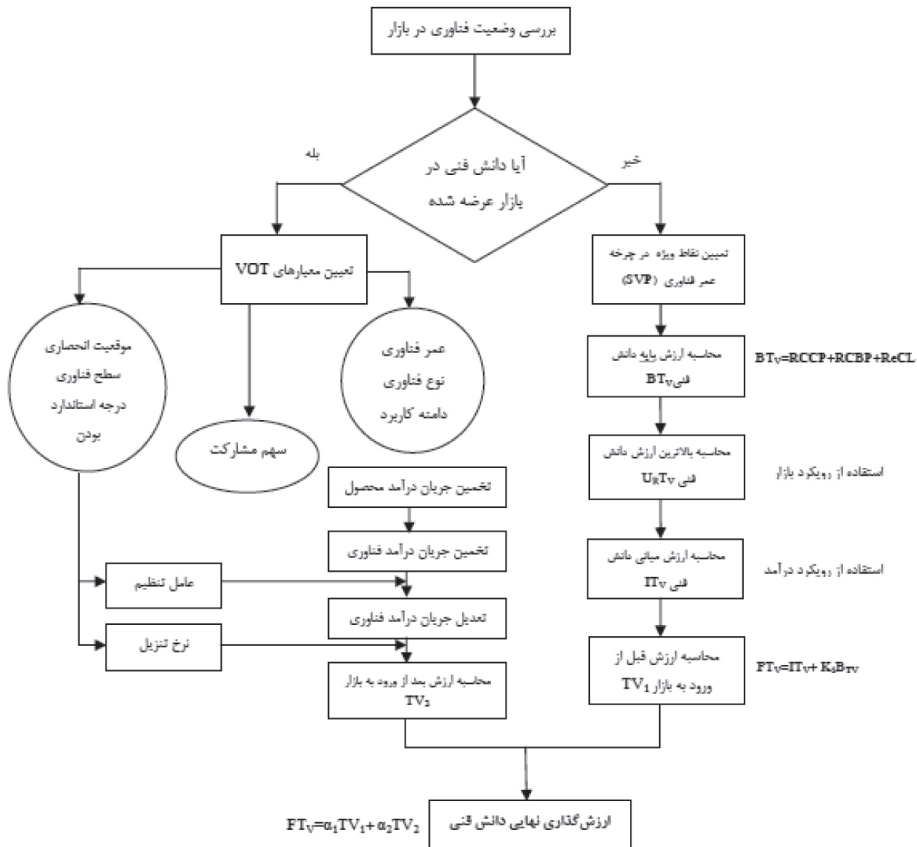 بررسی وضعیت فناوری در بازار
آیا دانش فنی در
بازار عرضه شده
خیر
بله
تعیین نقاط ویژه در چرخه
عمر فناوری (SVP)
محاسبه ارزش پایه دانش
فنی BTV
BTV=RCCP+RCBP+ReCL
محاسبه بالاترین ارزش دانش
فنی URTV
استفاده از رویکرد بازار
محاسبه ارزش میانی دانش
فنی ITV
استفاده از رویکرد درآمد
محاسبه ارزش قبل از
ورود به بازار TV1
تعیین معیارهای VOT
عمر فناوری
نوع فناوری
دامنه کاربرد
سهم مشارکت
موقعیت انحصاری
سطح فناوری
درجه استاندارد
بودن
تخمین جریان درآمد محصول
تخمین جریان درآمد فناوری
عامل تنظیم
تعدیل جریان درآمد فناوری
نرخ تنزیل
محاسبه ارزش بعد از ورود به بازار
TV2
ارزش‌گذاری نهایی دانش فنی
FTV=α1TV1+ α2TV2